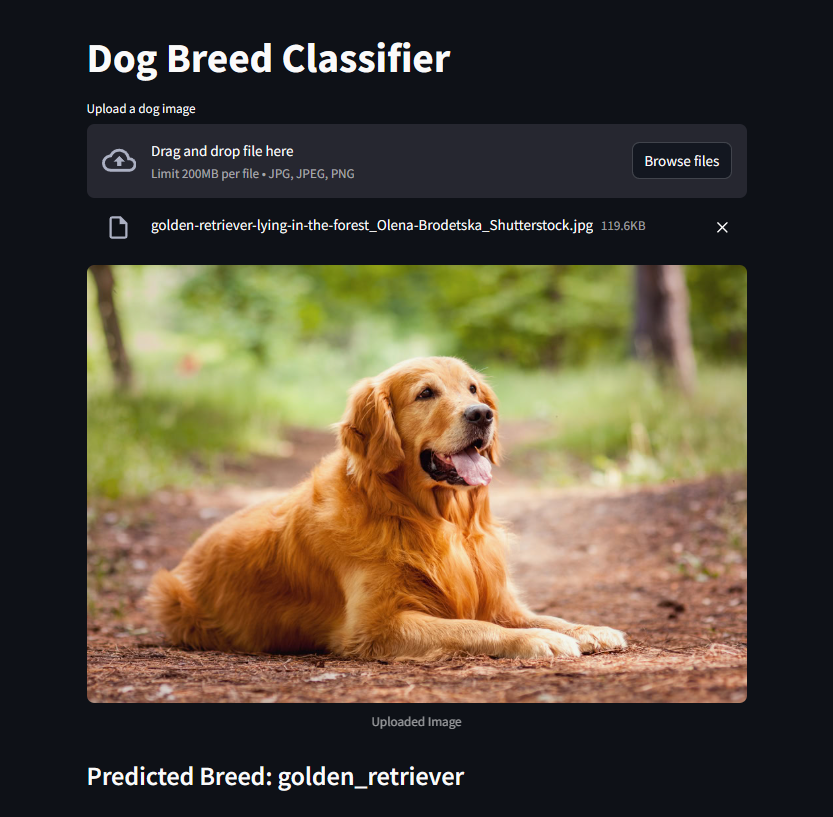 Dog Breed Classifier
Upload a dog image
Drag and drop file here
Limit 200MB per file • JPG, JPEG, PNG
Browse files
golden-retriever-lying-in-the-forest_Olena-Brodetska_Shutterstock.jpg 119.6KB
Uploaded Image
Predicted Breed: golden_retriever